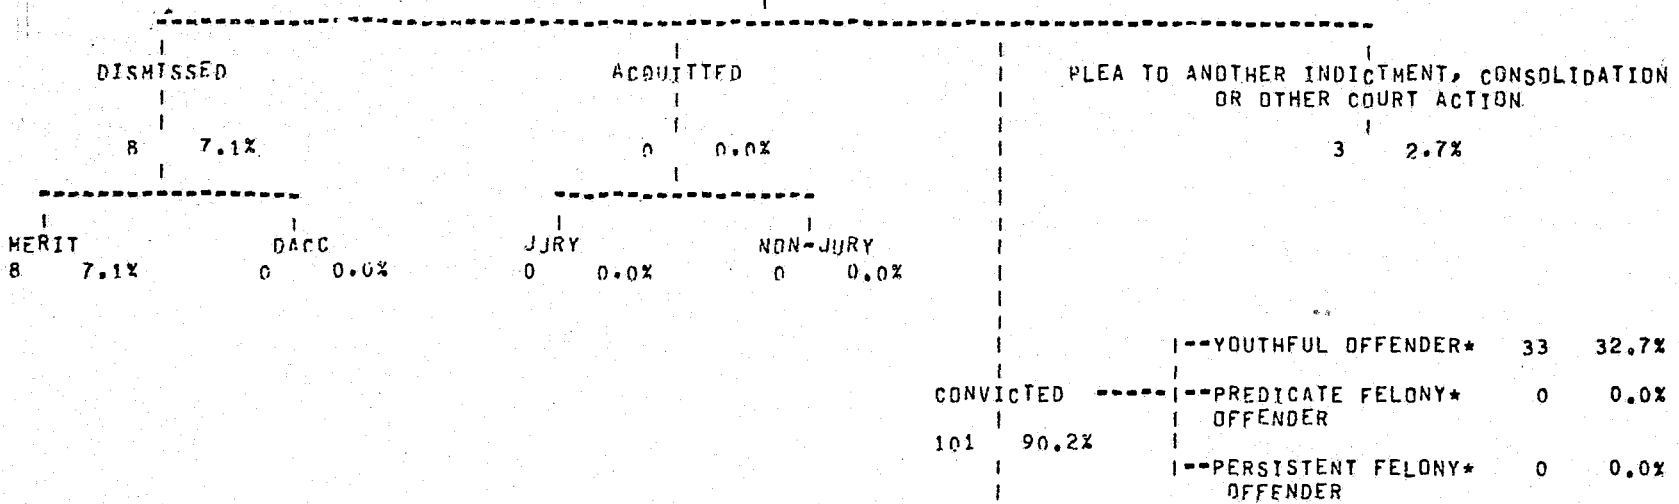 DISMISSED ACQUITTED PLEA TO ANOTHER INDICTMENT, CONSOLIDATION
OR OTHER COURT ACTION
8 7.1% 0 0.0% 3 2.7%
MERIT DACC JURY NON-JURY
8 7.1% 0 0.0% 0 0.0% 0 0.0%
YOUTHFUL OFFENDER* 33 32.7%
CONVICTED PREDICATE FELONY* 0 0.0%
OFFENDER
101 90.2%
PERSISTENT FELONY* 0 0.0%
OFFENDER